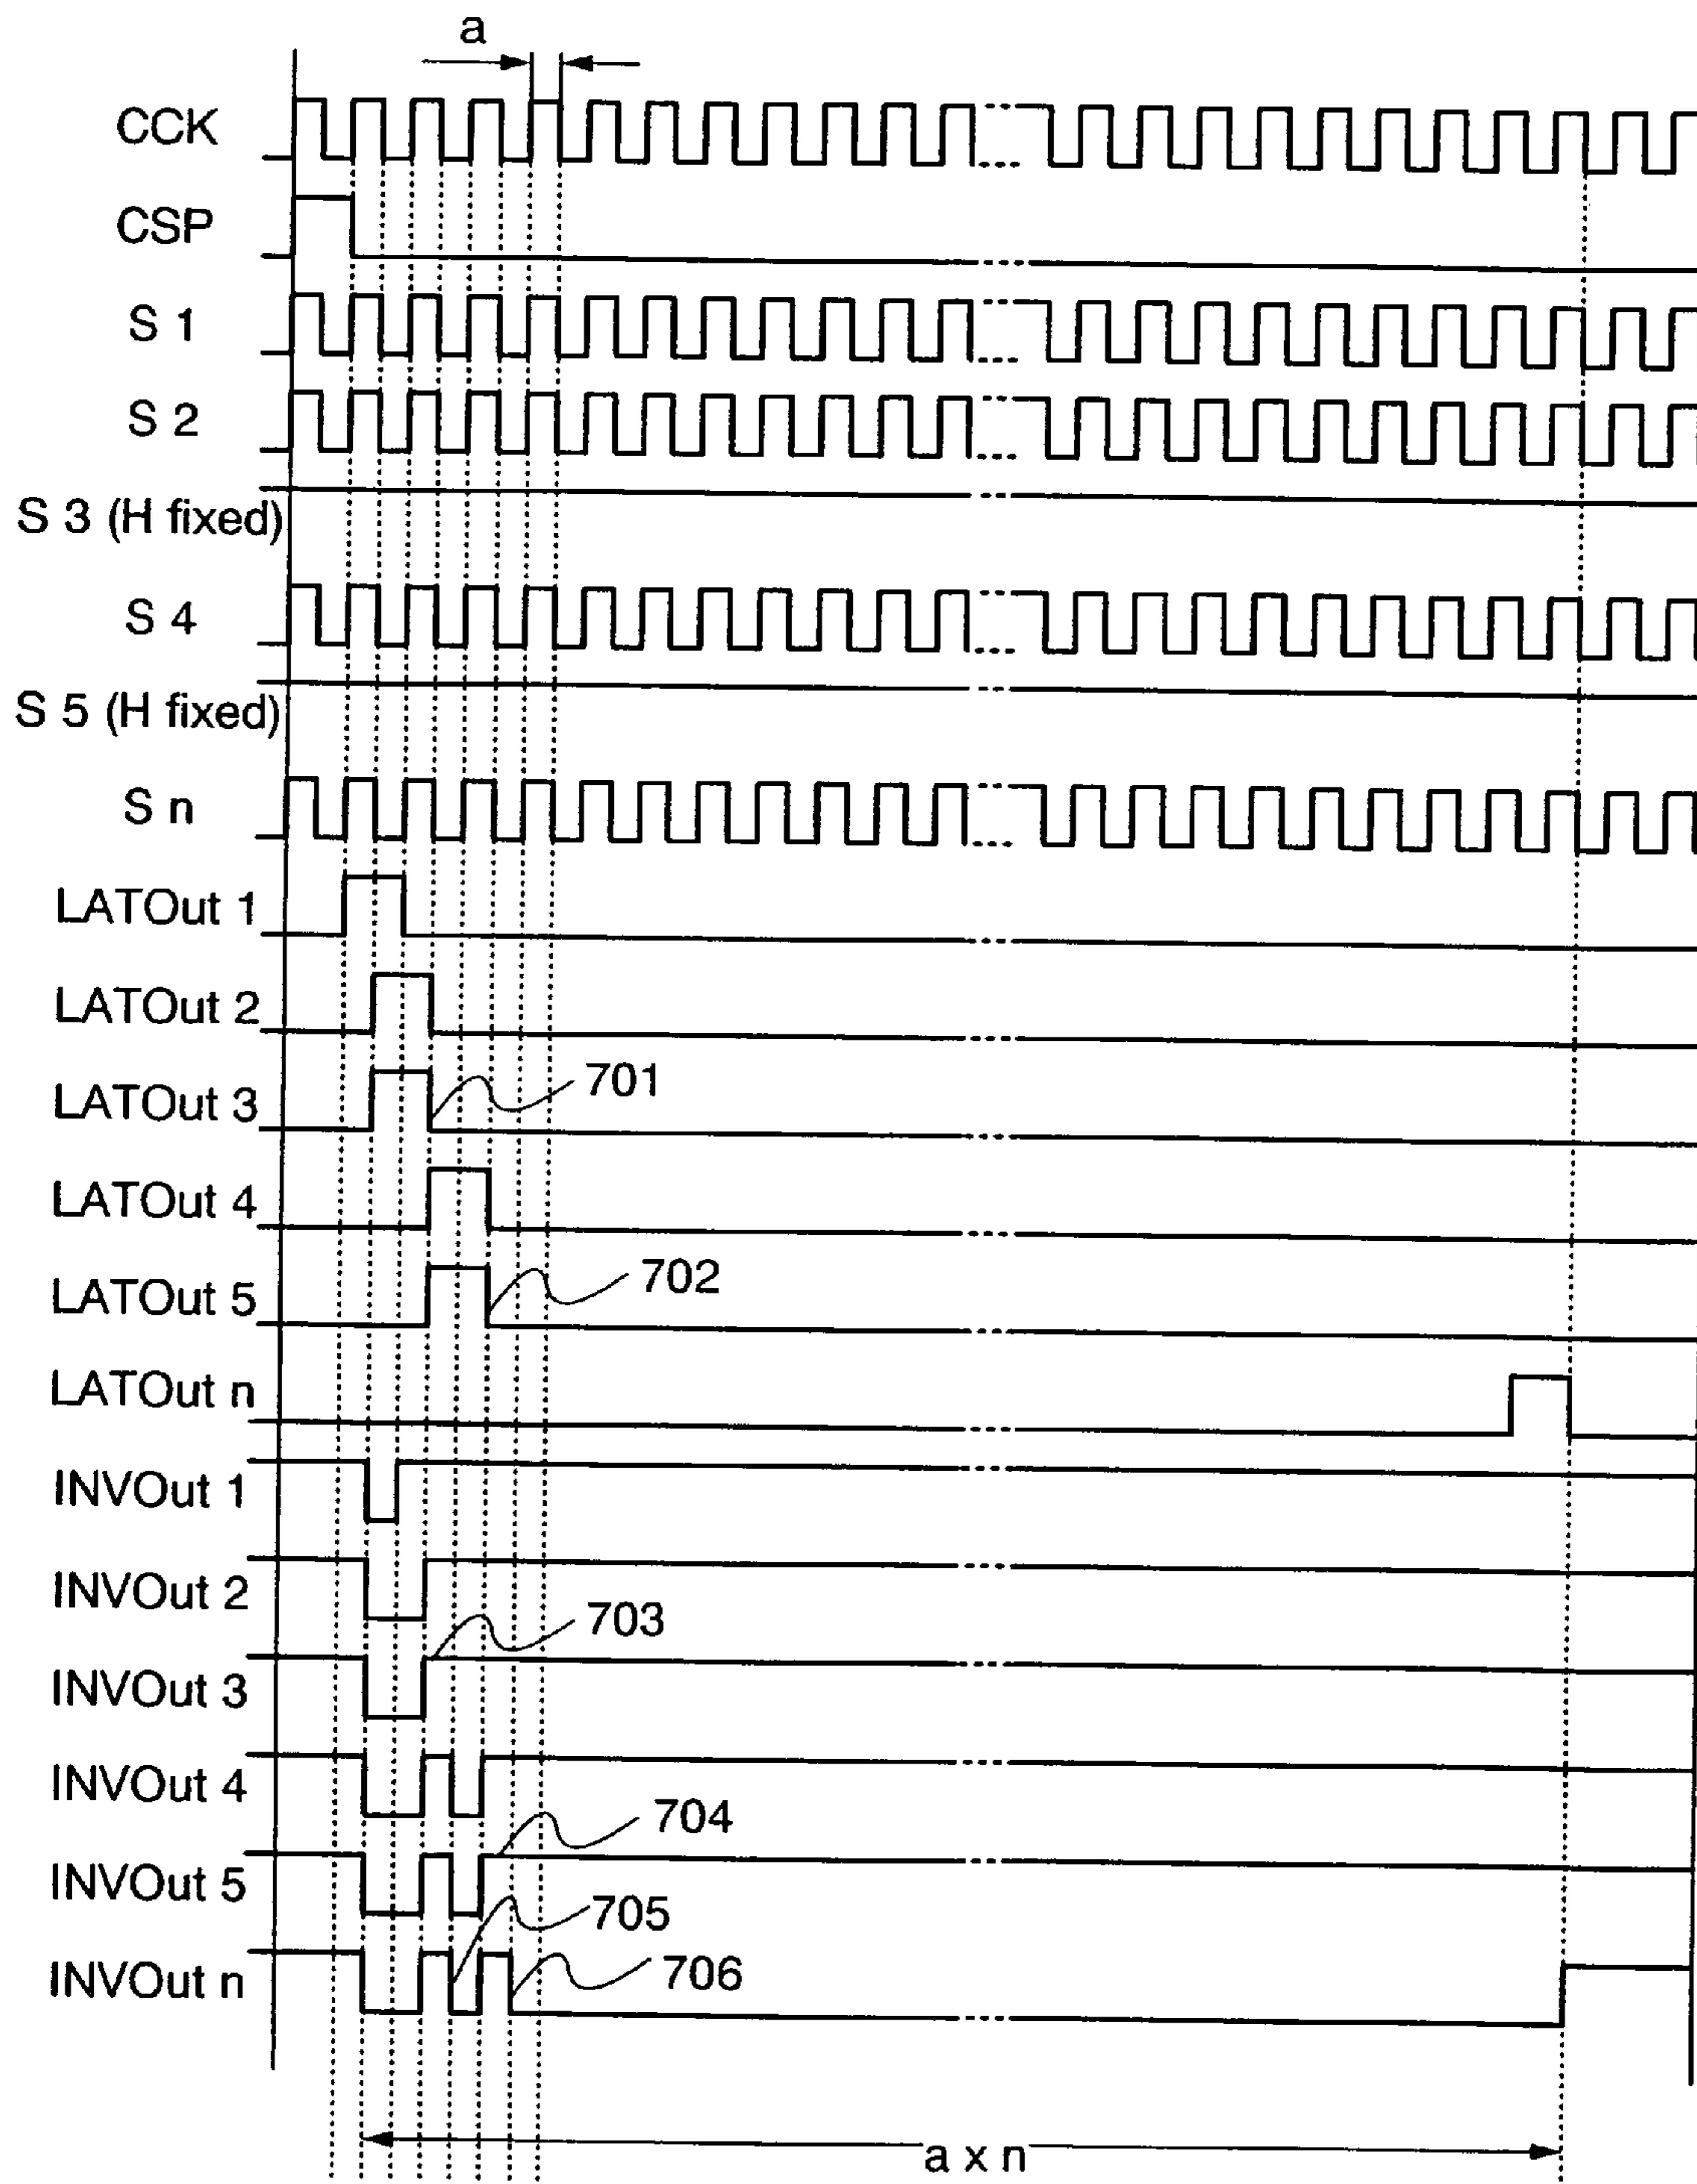 a
CCK
CSP
S 1
S 2
S 3 (H fixed)
S 4
S 5 (H fixed)
S n
LATOut 1
LATOut 2
LATOut 3
701
LATOut 4
LATOut 5
702
LATOut n
INVOut 1
INVOut 2
703
INVOut 3
INVOut 4
704
INVOut 5
705
INVOut n
706
a x n